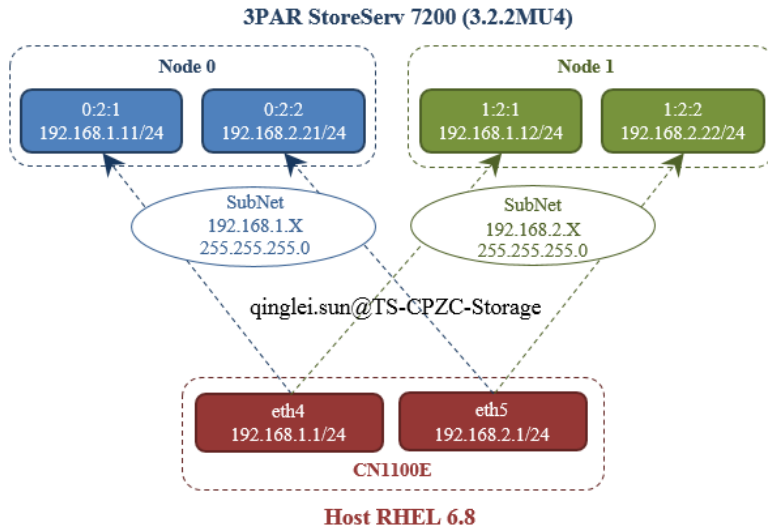 3PAR StoreServ 7200 (3.2.2MU4)
Node 0
Node 1
0:2:1
192.168.1.11/24
0:2:2
192.168.2.21/24
1:2:1
192.168.1.12/24
1:2:2
192.168.2.22/24
SubNet
192.168.1.X
255.255.255.0
SubNet
192.168.2.X
255.255.255.0
qinglei.sun@TS-CPZC-Storage
eth4
192.168.1.1/24
eth5
192.168.2.1/24
CN1100E
Host RHEL 6.8